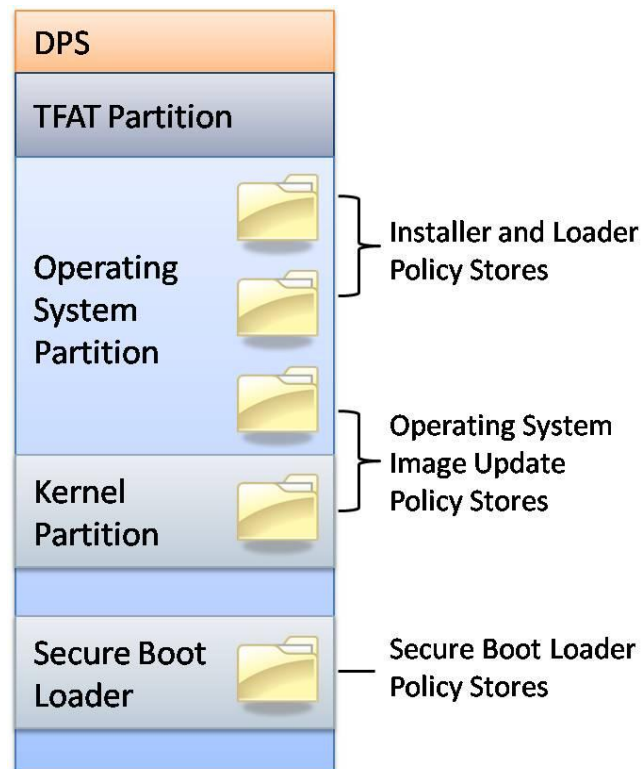 DPS
TFAT Partition
Operating
System
Partition
Installer and Loader
Policy Stores
Operating System
Image Update
Policy Stores
Kernel
Partition
Secure Boot
Loader
Secure Boot Loader
Policy Stores